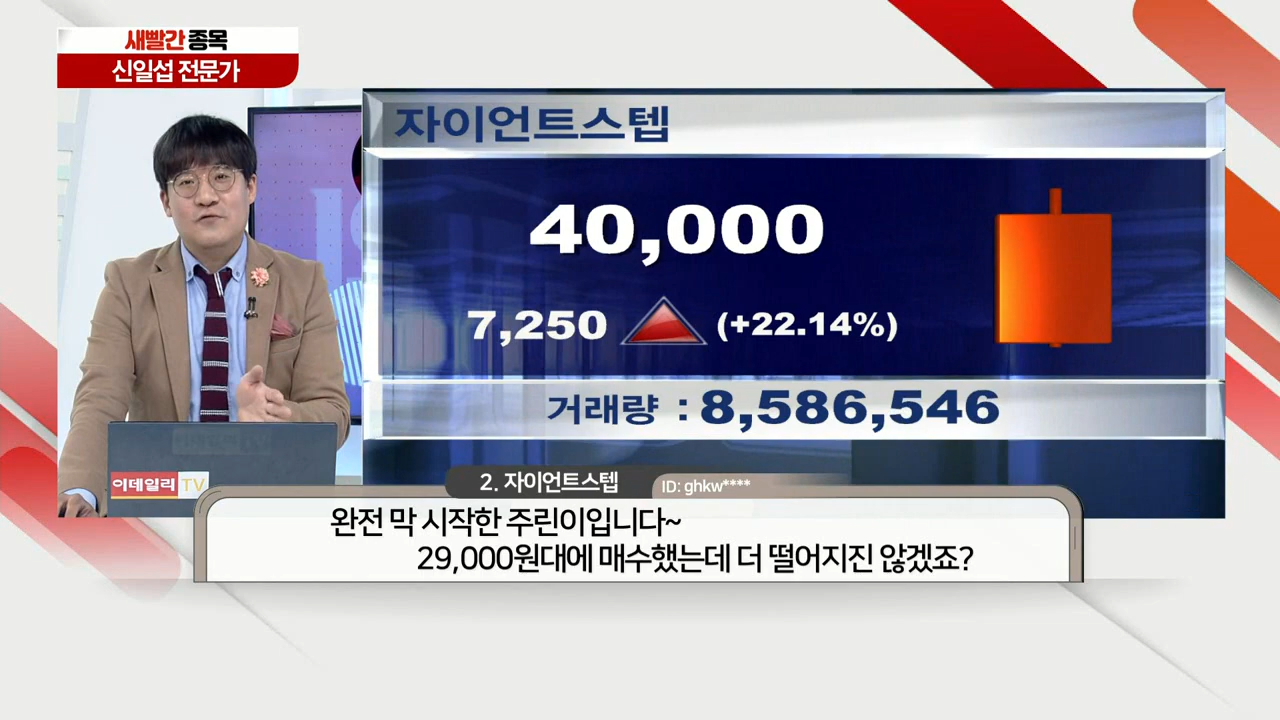 새빨간 종목
신일섭 전문가
자이언트스텝
40,000
7,250 (+22.14%)
거래량 : 8,586,546
이데일리 TV
2. 자이언트스텝 ID: ghkw****
완전 막 시작한 주린이입니다~
29,000원대에 매수했는데 더 떨어지진 않겠죠?